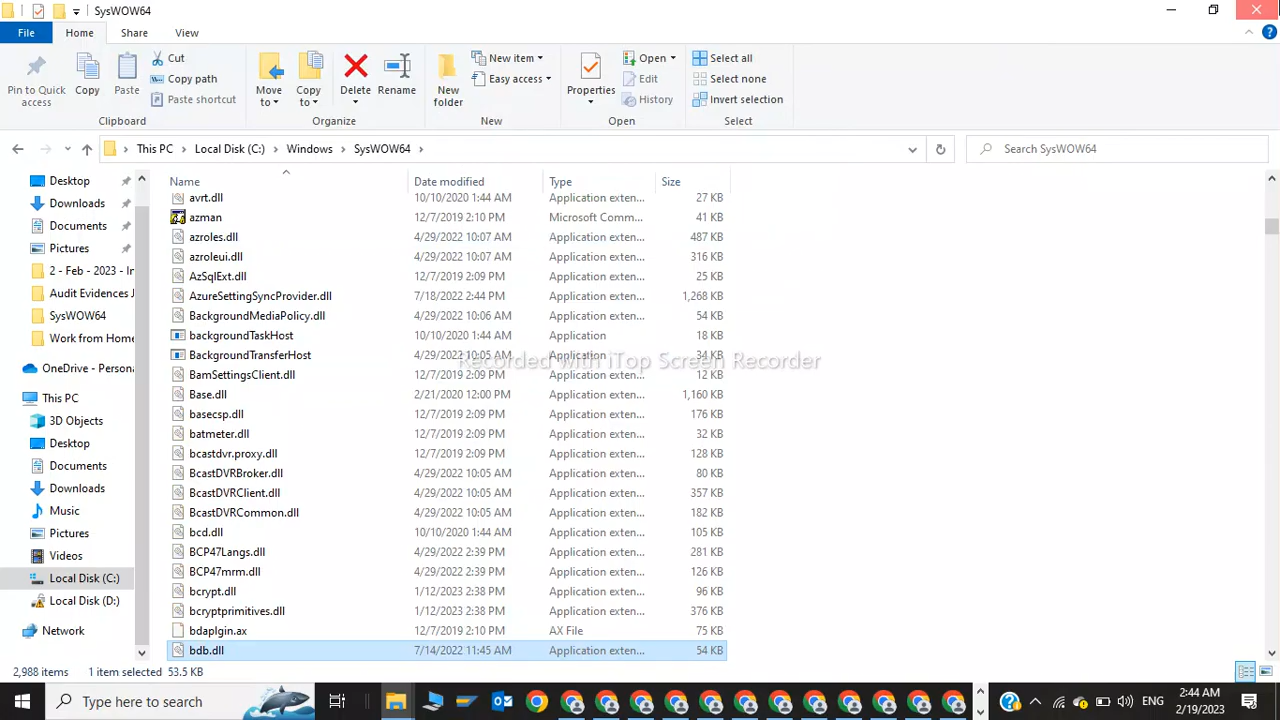 SysWOW64
File Home Share View
Pin to Quick access
Copy
Paste
Cut
Copy path
Paste shortcut
Clipboard
Move to
Copy to
Delete
Rename
Organize
New folder
New item
Easy access
New
Properties
Open
Edit
History
Open
Select all
Select none
Invert selection
Select
This PC > Local Disk (C:) > Windows > SysWOW64 >
Search SysWOW64
Desktop
Downloads
Documents
Pictures
2 - Feb - 2023 - In
Audit Evidences J
SysWOW64
Work from Home
OneDrive - Persona
This PC
3D Objects
Desktop
Documents
Downloads
Music
Pictures
Videos
Local Disk (C:)
Local Disk (D:)
Network
Name Date modified Type Size
avrt.dll 10/10/2020 1:44 AM Application exten... 27 KB
azman 12/7/2019 2:10 PM Microsoft Comm... 41 KB
azroles.dll 4/29/2022 10:07 AM Application exten... 487 KB
azroleui.dll 4/29/2022 10:07 AM Application exten... 316 KB
AzSqlExt.dll 12/7/2019 2:09 PM Application exten... 25 KB
AzureSettingSyncProvider.dll 7/18/2022 2:44 PM Application exten... 1,268 KB
BackgroundMediaPolicy.dll 4/29/2022 10:06 AM Application exten... 54 KB
backgroundTaskHost 10/10/2020 1:44 AM Application 18 KB
BackgroundTransferHost 4/29/2022 10:05 AM Application 34 KB
Recorded with iTop Screen Recorder
BamSettingsClient.dll 12/7/2019 2:09 PM Application exten... 12 KB
Base.dll 2/21/2020 12:00 PM Application exten... 1,160 KB
basecsp.dll 12/7/2019 2:09 PM Application exten... 176 KB
batmeter.dll 12/7/2019 2:09 PM Application exten... 32 KB
bcastdvr.proxy.dll 12/7/2019 2:09 PM Application exten... 128 KB
BcastDVRBroker.dll 4/29/2022 10:05 AM Application exten... 80 KB
BcastDVRClient.dll 4/29/2022 10:05 AM Application exten... 357 KB
BcastDVRCommon.dll 4/29/2022 10:05 AM Application exten... 182 KB
bcd.dll 10/10/2020 1:44 AM Application exten... 105 KB
BCP47Langs.dll 4/29/2022 2:39 PM Application exten... 281 KB
BCP47mrm.dll 4/29/2022 2:39 PM Application exten... 126 KB
bcrypt.dll 1/12/2023 2:38 PM Application exten... 96 KB
bcryptprimitives.dll 1/12/2023 2:38 PM Application exten... 376 KB
bdaplgin.ax 12/7/2019 2:10 PM AX File 75 KB
bdb.dll 7/14/2022 11:45 AM Application exten... 54 KB
2,988 items 1 item selected 53.5 KB
Type here to search
ENG
2:44 AM
2/19/2023